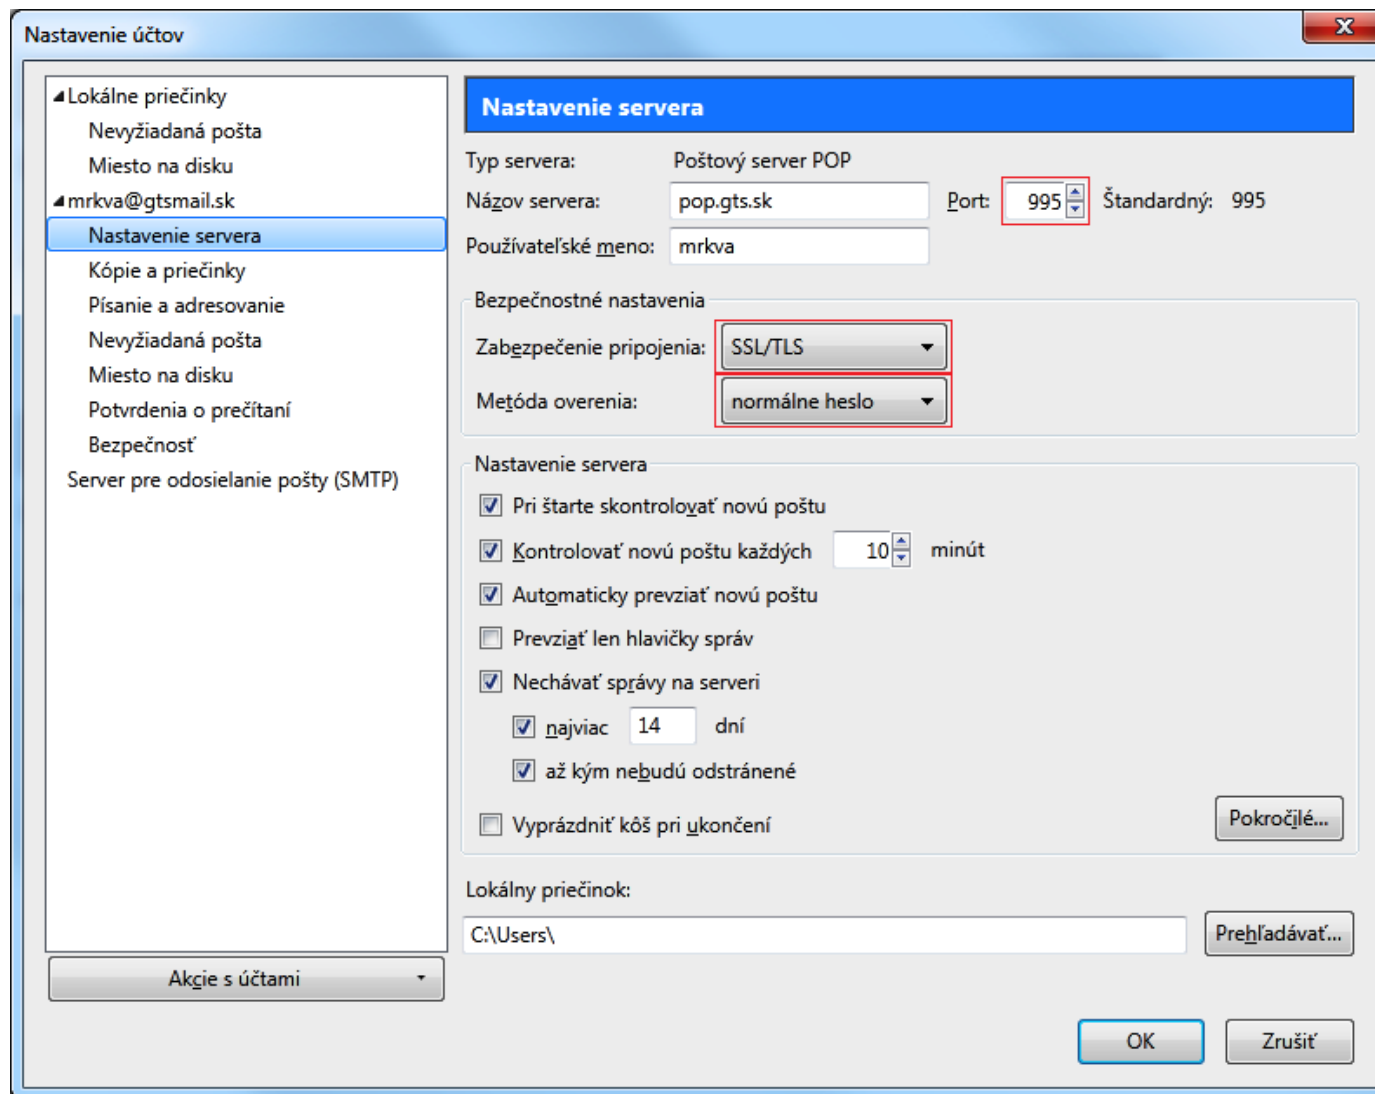 Nastavenie účtov
Lokálne priečinky
Nevyžiadaná pošta
Miesto na disku
mrkva@gtsmail.sk
Nastavenie servera
Kópie a priečinky
Písanie a adresovanie
Nevyžiadaná pošta
Miesto na disku
Potvrdenia o prečítaní
Bezpečnosť
Server pre odosielanie pošty (SMTP)
Akcie s účtami
Nastavenie servera
Typ servera: Poštový server POP
Názov servera: pop.gts.sk Port: 995 Štandardný: 995
Používateľské meno: mrkva
Bezpečnostné nastavenia
Zabezpečenie pripojenia: SSL/TLS
Metóda overenia: normálne heslo
Nastavenie servera
Pri štarte skontrolovať novú poštu
Kontrolovať novú poštu každých 10 minút
Automaticky prevziať novú poštu
Prevziať len hlavičky správ
Nechávať správy na serveri
najviac 14 dní
až kým nebudú odstránené
Vyprázdniť kôš pri ukončení
Pokročilé...
Lokálny priečinok:
C:\Users\
Prehľadávať...
OK Zrušiť